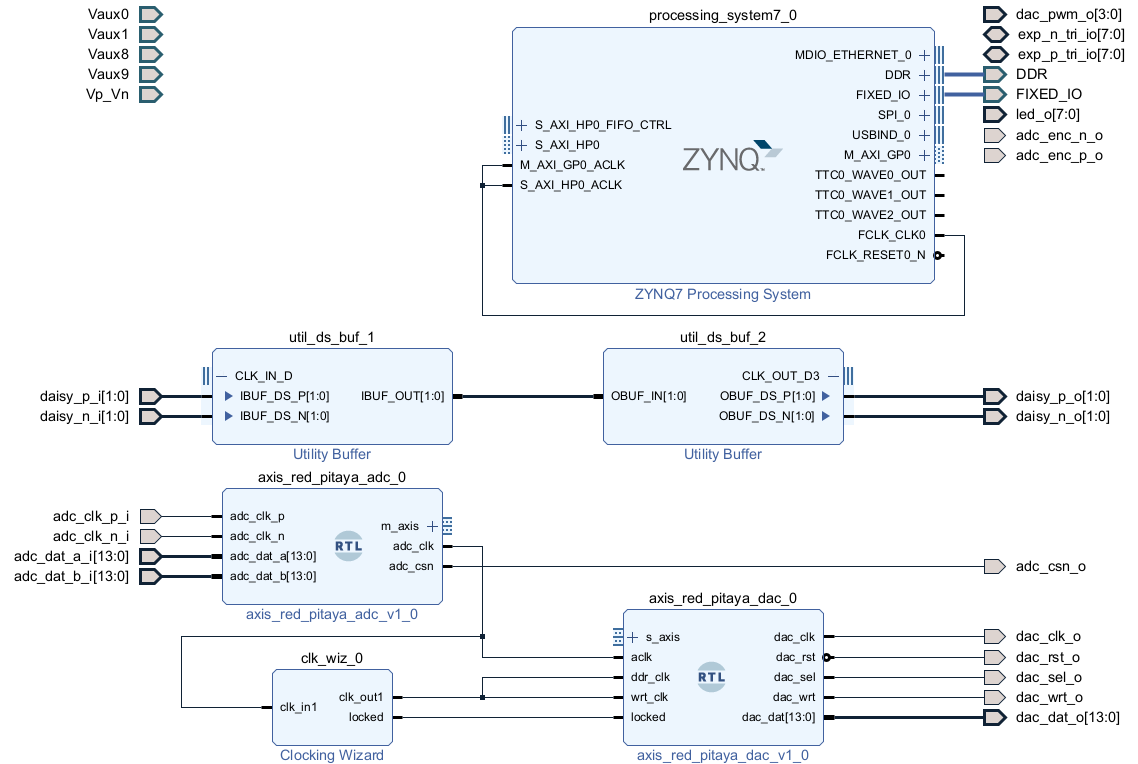 Vaux0
Vaux1
Vaux8
Vaux9
Vp_Vn
processing_system7_0
S_AXI_HP0_FIFO_CTRL
S_AXI_HP0
M_AXI_GP0_ACLK
S_AXI_HP0_ACLK
ZYNQ
MDIO_ETHERNET_0
DDR
FIXED_IO
SPI_0
USBIND_0
M_AXI_GP0
TTC0_WAVE0_OUT
TTC0_WAVE1_OUT
TTC0_WAVE2_OUT
FCLK_CLK0
FCLK_RESET0_N
ZYNQ7 Processing System
dac_pwm_o[3:0]
exp_n_tri_io[7:0]
exp_p_tri_io[7:0]
DDR
FIXED_IO
led_o[7:0]
adc_enc_n_o
adc_enc_p_o
daisy_p_i[1:0]
daisy_n_i[1:0]
util_ds_buf_1
CLK_IN_D
IBUF_DS_P[1:0]
IBUF_DS_N[1:0]
IBUF_OUT[1:0]
Utility Buffer
util_ds_buf_2
OBUF_IN[1:0]
CLK_OUT_D3
OBUF_DS_P[1:0]
OBUF_DS_N[1:0]
Utility Buffer
daisy_p_o[1:0]
daisy_n_o[1:0]
adc_clk_p_i
adc_clk_n_i
adc_dat_a_i[13:0]
adc_dat_b_i[13:0]
axis_red_pitaya_adc_0
adc_clk_p
adc_clk_n
adc_dat_a[13:0]
adc_dat_b[13:0]
RTL
m_axis
adc_clk
adc_csn
axis_red_pitaya_adc_v1_0
adc_csn_o
clk_wiz_0
clk_in1
clk_out1
locked
Clocking Wizard
axis_red_pitaya_dac_0
s_axis
aclk
ddr_clk
wrt_clk
locked
RTL
dac_clk
dac_rst
dac_sel
dac_wrt
dac_dat[13:0]
axis_red_pitaya_dac_v1_0
dac_clk_o
dac_rst_o
dac_sel_o
dac_wrt_o
dac_dat_o[13:0]